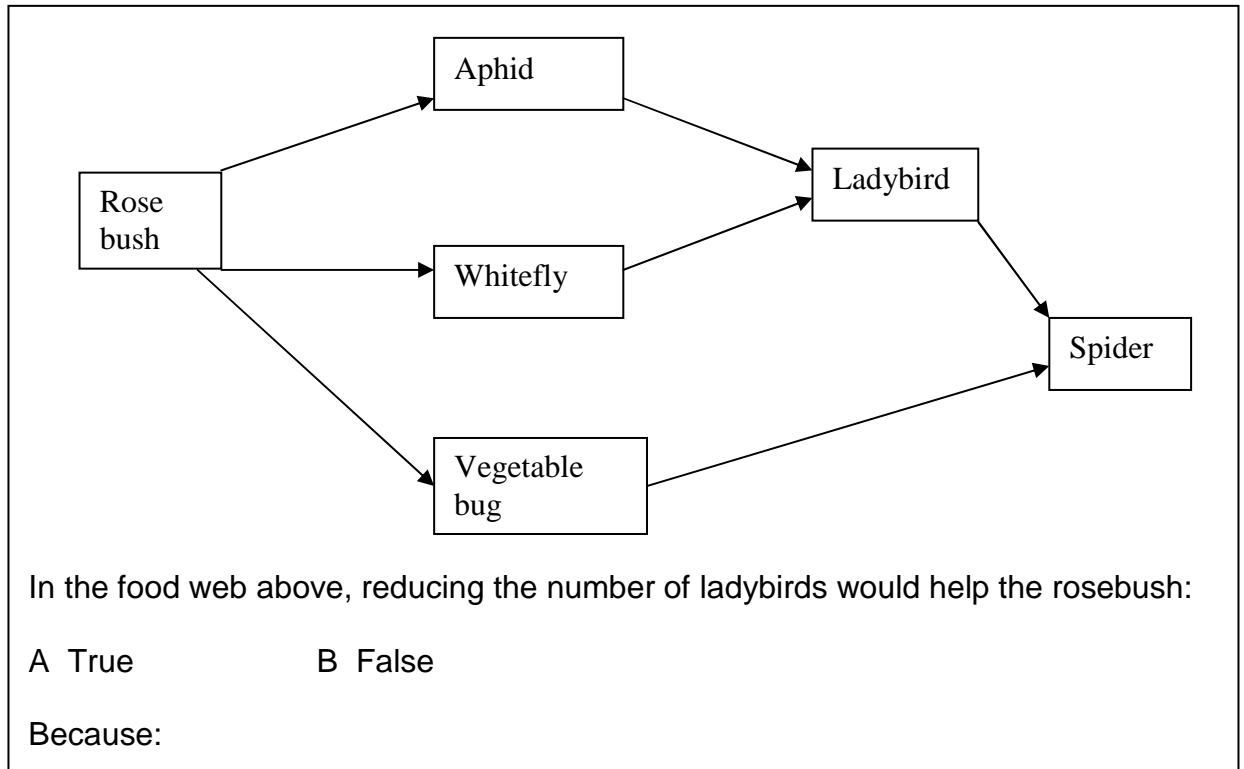 Aphid
Rose
bush
Ladybird
Whitefly
Spider
Vegetable
bug
In the food web above, reducing the number of ladybirds would help the rosebush:
A True B False
Because: